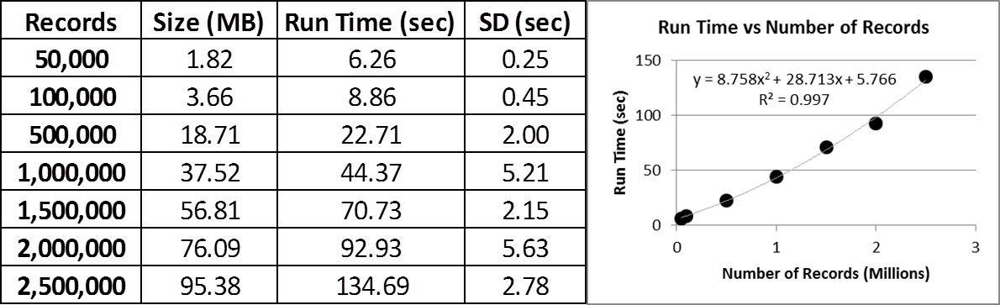 Records Size (MB) Run Time (sec) SD (sec)
50,000 1.82 6.26 0.25
100,000 3.66 8.86 0.45
500,000 18.71 22.71 2.00
1,000,000 37.52 44.37 5.21
1,500,000 56.81 70.73 2.15
2,000,000 76.09 92.93 5.63
2,500,000 95.38 134.69 2.78
Run Time vs Number of Records
y = 8.758x² + 28.713x + 5.766
R² = 0.997
Run Time (sec)
150
100
50
0
0 1 2 3
Number of Records (Millions)